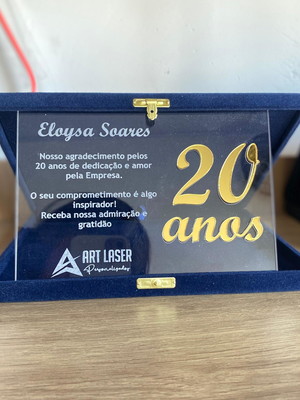 Eloysa Soares
Nosso agradecimento pelos
20 anos de dedicação e amor
pela Empresa.
O seu comprometimento é algo
inspirador!
Receba nossa admiração e
gratidão
20
anos
ART LASER
Personalizados